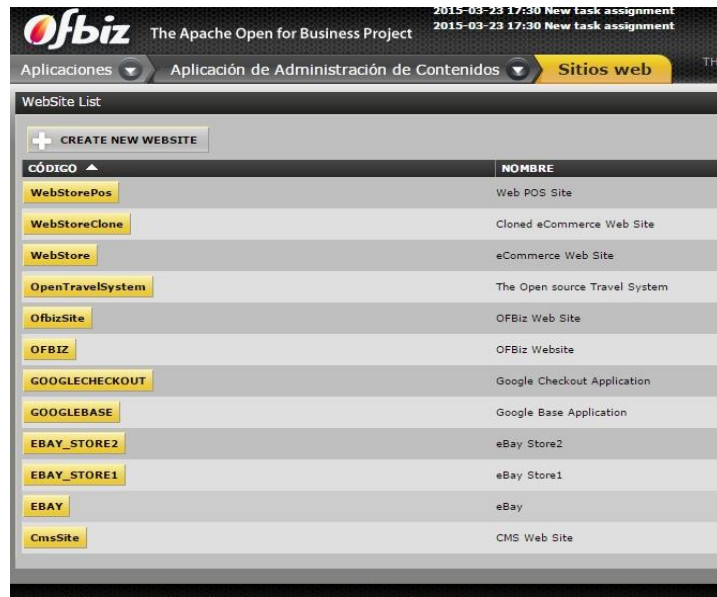 2015-03-23 17:30 New task assignment
2015-03-23 17:30 New task assignment
Ofbiz The Apache Open for Business Project
Aplicaciones Aplicación de Administración de Contenidos Sitios web TH
WebSite List
CREATE NEW WEBSITE
CÓDIGO NOMBRE
WebStorePos Web POS Site
WebStoreClone Cloned eCommerce Web Site
WebStore eCommerce Web Site
OpenTravelSystem The Open source Travel System
OfbizSite OFBiz Web Site
OFBIZ OFBiz Website
GOOGLECHECKOUT Google Checkout Application
GOOGLEBASE Google Base Application
EBAY_STORE2 eBay Store2
EBAY_STORE1 eBay Store1
EBAY eBay
CmsSite CMS Web Site